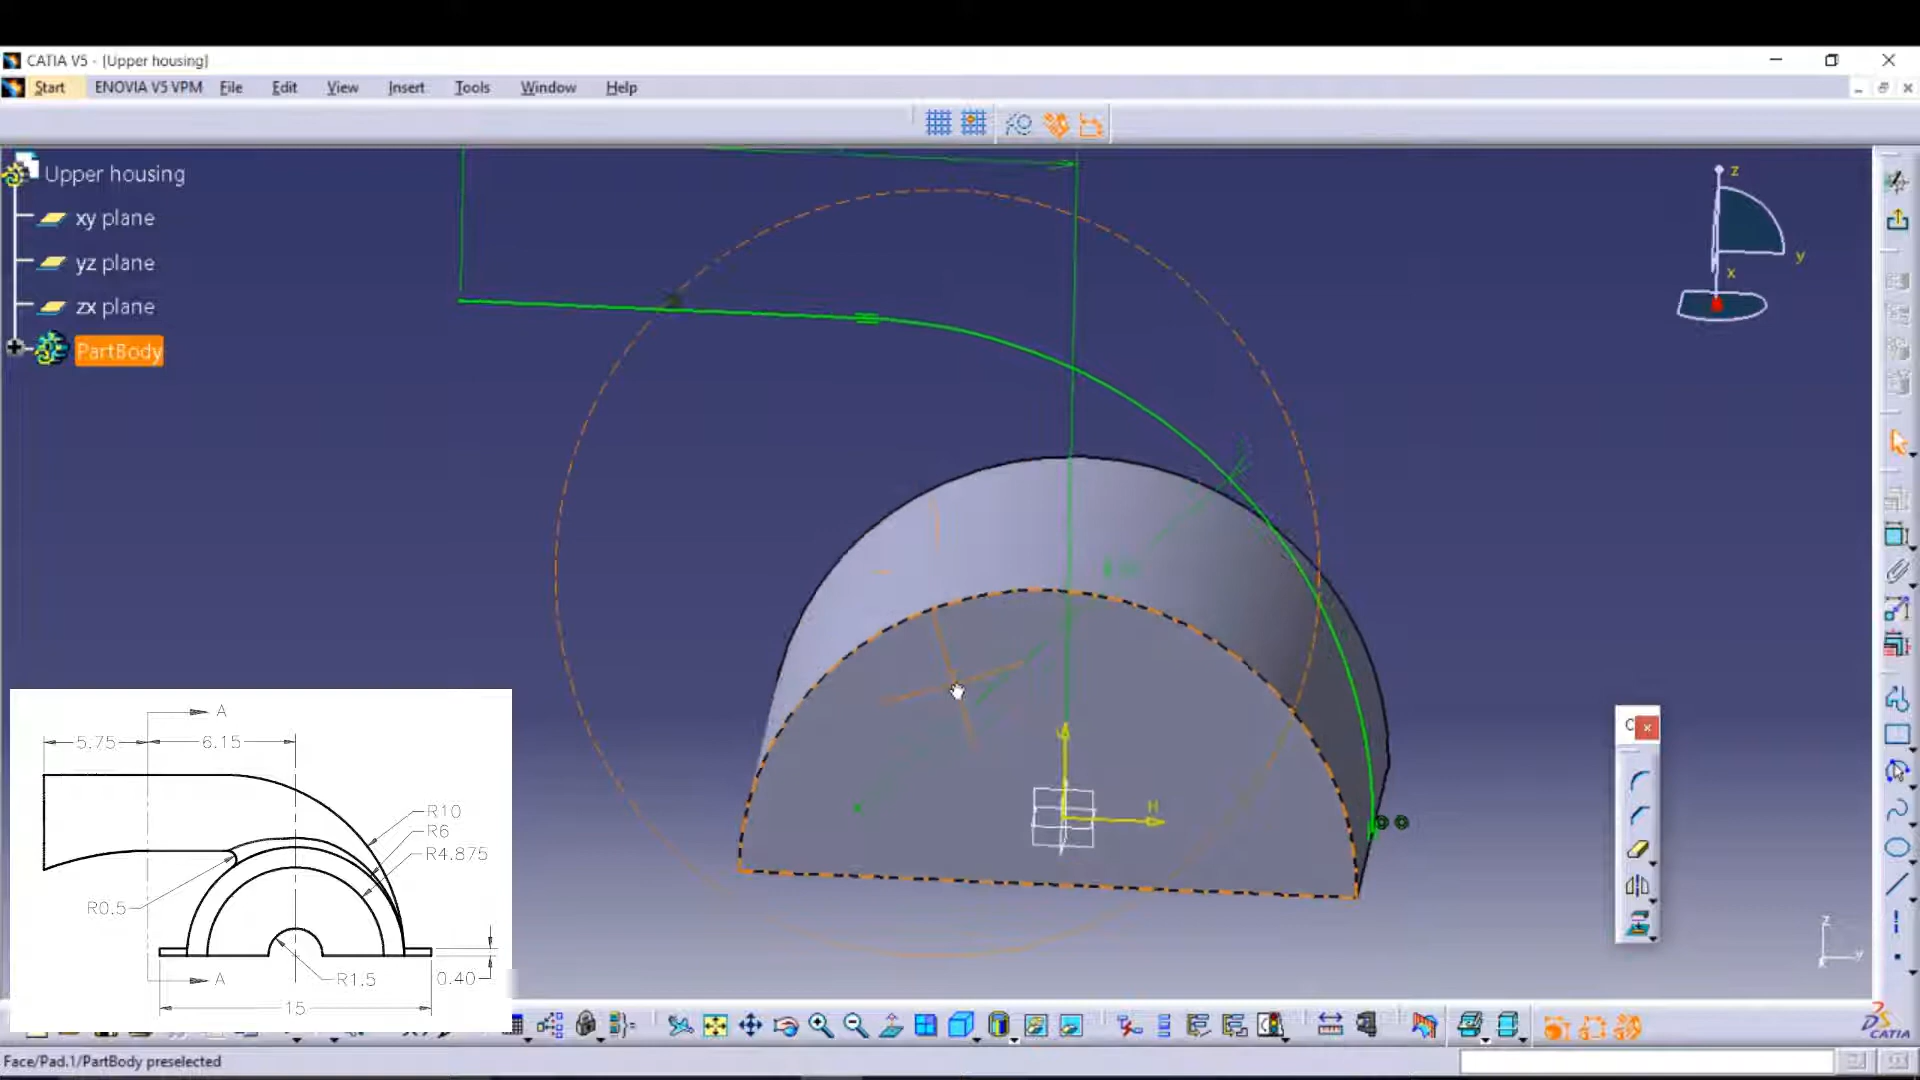 CATIA V5 - [Upper housing]
Start ENOVIA V5 VPM File Edit View Insert Tools Window Help
Upper housing
xy plane
yz plane
zx plane
PartBody
z
y
x
H
C
A
5.75
6.15
R10
R6
R4.875
R0.5
A
R1.5
0.40
15
z
y
x
CATIA
Face/Pad.1/PartBody preselected